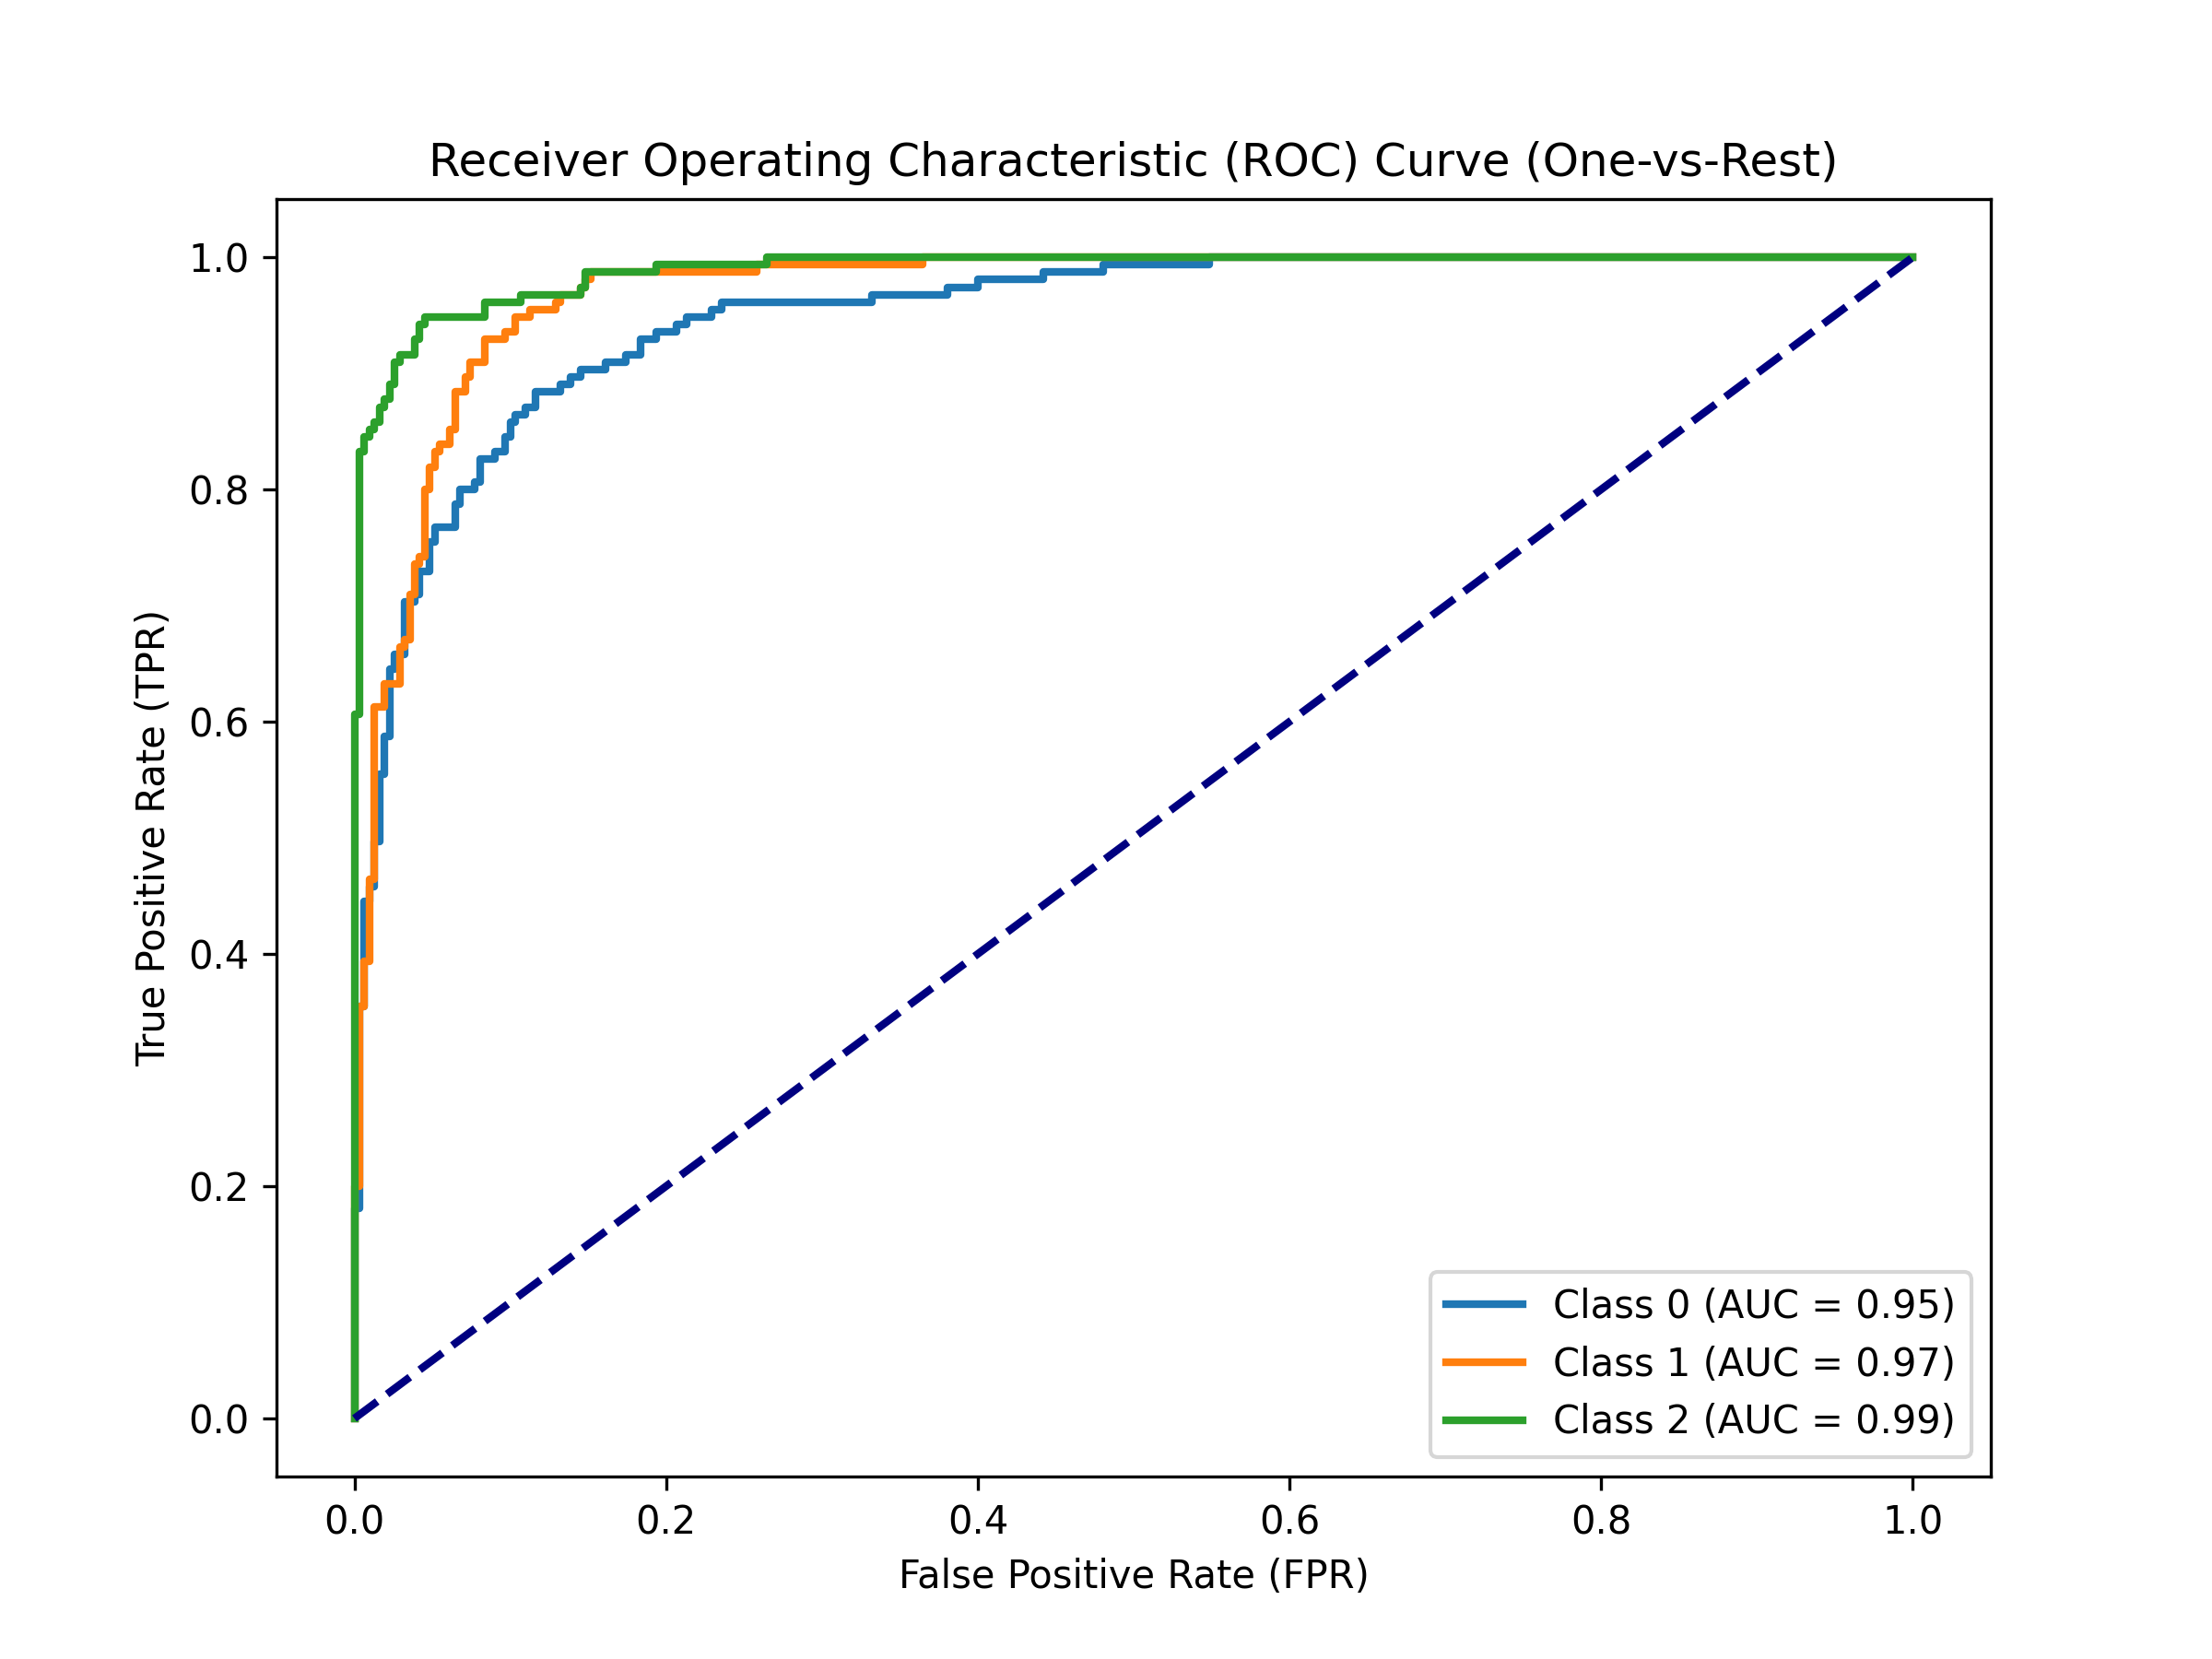 Receiver Operating Characteristic (ROC) Curve (One-vs-Rest)
1.0
0.8
0.6
0.4
0.2
0.0
True Positive Rate (TPR)
0.0 0.2 0.4 0.6 0.8 1.0
False Positive Rate (FPR)
Class 0 (AUC = 0.95)
Class 1 (AUC = 0.97)
Class 2 (AUC = 0.99)